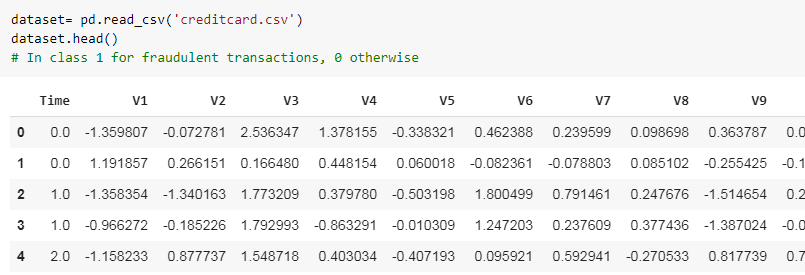 dataset= pd.read_csv('creditcard.csv')
dataset.head()
# In class 1 for fraudulent transactions, 0 otherwise
Time V1 V2 V3 V4 V5 V6 V7 V8 V9
0 0.0 -1.359807 -0.072781 2.536347 1.378155 -0.338321 0.462388 0.239599 0.098698 0.363787
1 0.0 1.191857 0.266151 0.166480 0.448154 0.060018 -0.082361 -0.078803 0.085102 -0.255425
2 1.0 -1.358354 -1.340163 1.773209 0.379780 -0.503198 1.800499 0.791461 0.247676 -1.514654
3 1.0 -0.966272 -0.185226 1.792993 -0.863291 -0.010309 1.247203 0.237609 0.377436 -1.387024
4 2.0 -1.158233 0.877737 1.548718 0.403034 -0.407193 0.095921 0.592941 -0.270533 0.817739